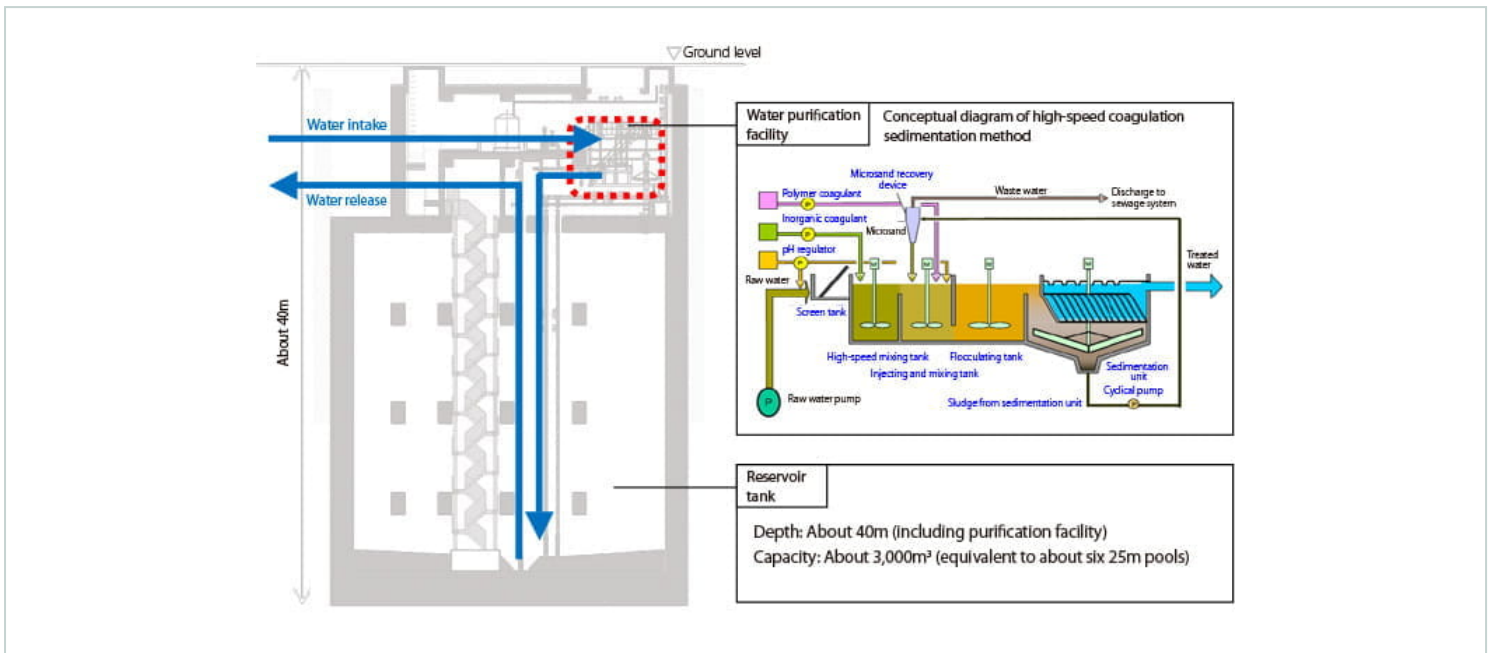 Ground level
Water intake
Water release
About 40m
Water purification
facility
Conceptual diagram of high-speed coagulation
sedimentation method
Microsand recovery
device
Polymer coagulant
Waste water
Discharge to
sewage system
Inorganic coagulant
Microsand
pH regulator
Treated
water
Raw water
Screen tank
High-speed mixing tank
Flocculating tank
Injecting and mixing tank
Sedimentation
unit
Cyclical pump
Sludge from sedimentation unit
Raw water pump
P
P
P
P
P
M
M
M
M
Reservoir
tank
Depth: About 40m (including purification facility)
Capacity: About 3,000m³ (equivalent to about six 25m pools)